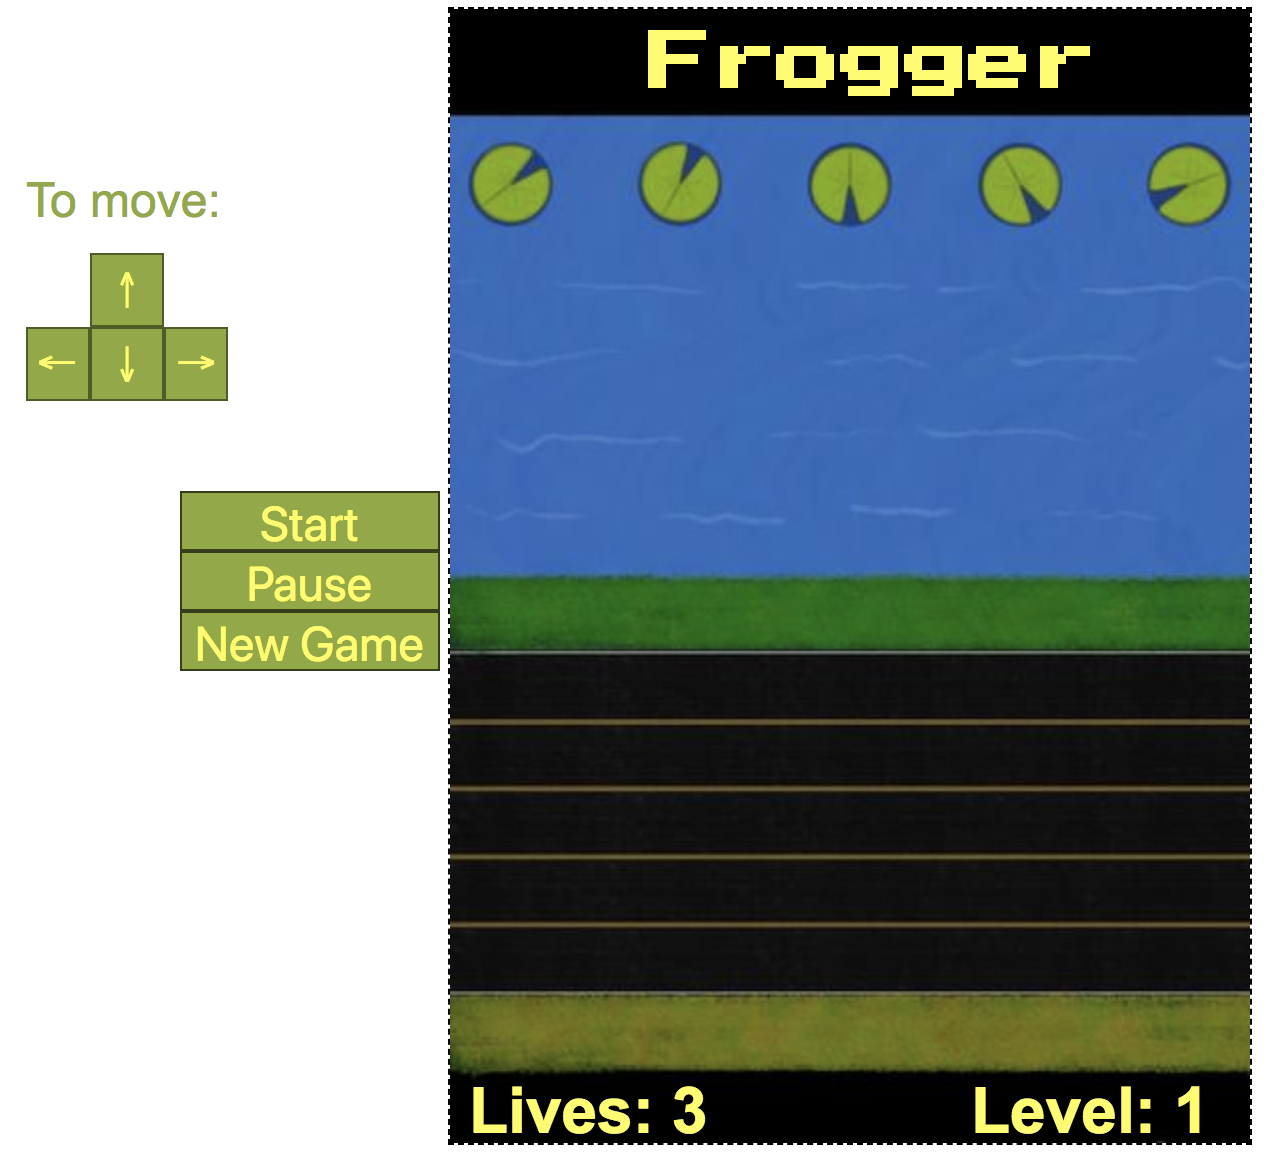 Frogger
To move:
↑
← ↓ →
Start
Pause
New Game
Lives: 3 Level: 1